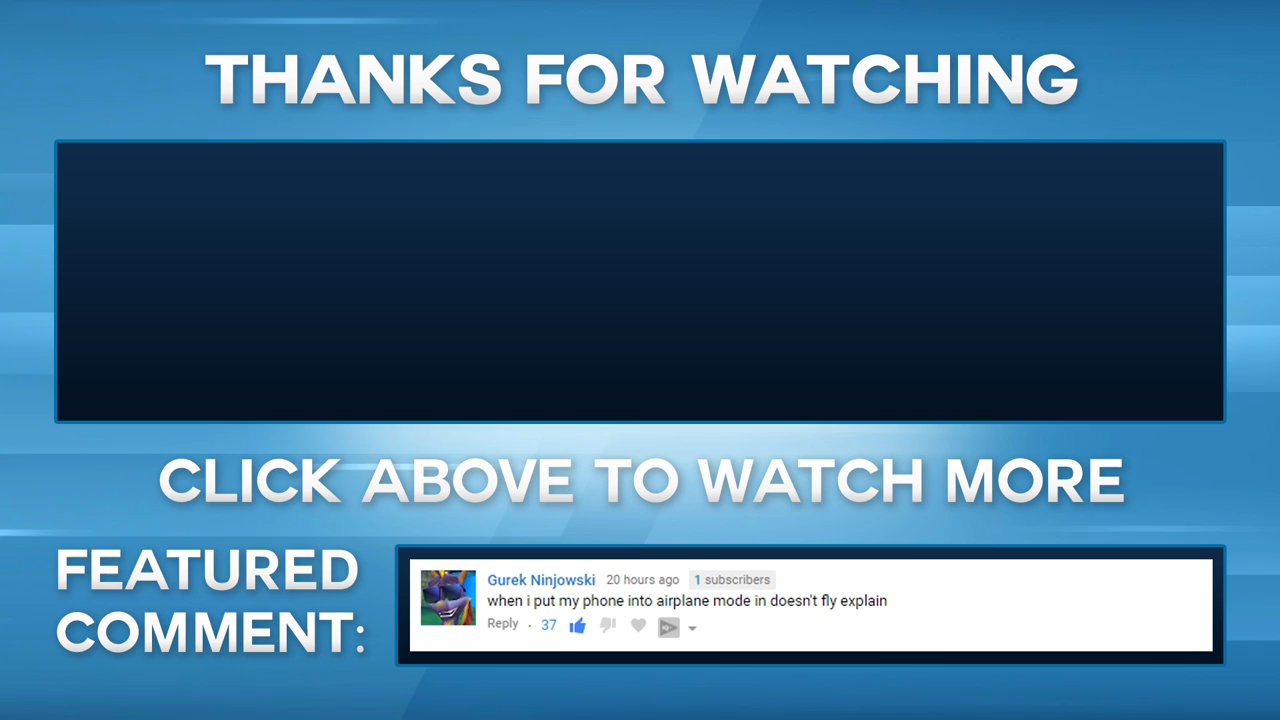 THANKS FOR WATCHING
CLICK ABOVE TO WATCH MORE
FEATURED
COMMENT:
Gurek Ninjowski 20 hours ago 1 subscribers
when i put my phone into airplane mode in doesn't fly explain
Reply · 37